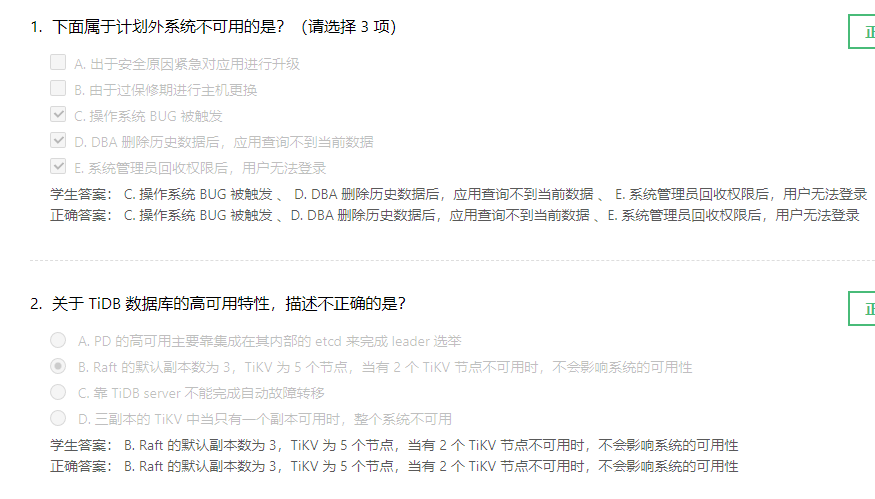 1. 下面属于计划外系统不可用的是？（请选择 3 项）
A. 出于安全原因紧急对应用进行升级
B. 由于过保修期进行主机更换
C. 操作系统 BUG 被触发
D. DBA 删除历史数据后，应用查询不到当前数据
E. 系统管理员回收权限后，用户无法登录
学生答案： C. 操作系统 BUG 被触发 、 D. DBA 删除历史数据后，应用查询不到当前数据 、 E. 系统管理员回收权限后，用户无法登录
正确答案： C. 操作系统 BUG 被触发 、D. DBA 删除历史数据后，应用查询不到当前数据 、E. 系统管理员回收权限后，用户无法登录
2. 关于 TiDB 数据库的高可用特性，描述不正确的是？
A. PD 的高可用主要靠集成在其内部的 etcd 来完成 leader 选举
B. Raft 的默认副本数为 3，TiKV 为 5 个节点，当有 2 个 TiKV 节点不可用时，不会影响系统的可用性
C. 靠 TiDB server 不能完成自动故障转移
D. 三副本的 TiKV 中当只有一个副本可用时，整个系统不可用
学生答案： B. Raft 的默认副本数为 3，TiKV 为 5 个节点，当有 2 个 TiKV 节点不可用时，不会影响系统的可用性
正确答案： B. Raft 的默认副本数为 3，TiKV 为 5 个节点，当有 2 个 TiKV 节点不可用时，不会影响系统的可用性